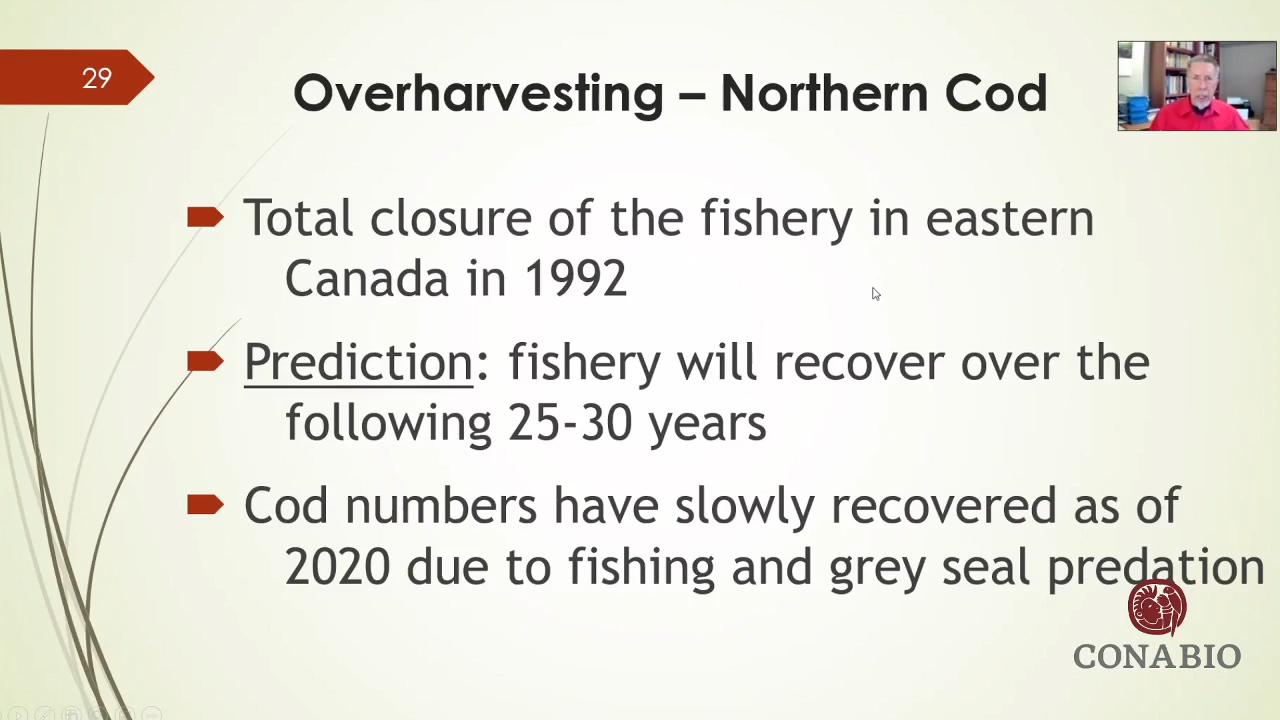 29
Overharvesting – Northern Cod
Total closure of the fishery in eastern
Canada in 1992
Prediction: fishery will recover over the
following 25-30 years
Cod numbers have slowly recovered as of
2020 due to fishing and grey seal predation
CONABIO